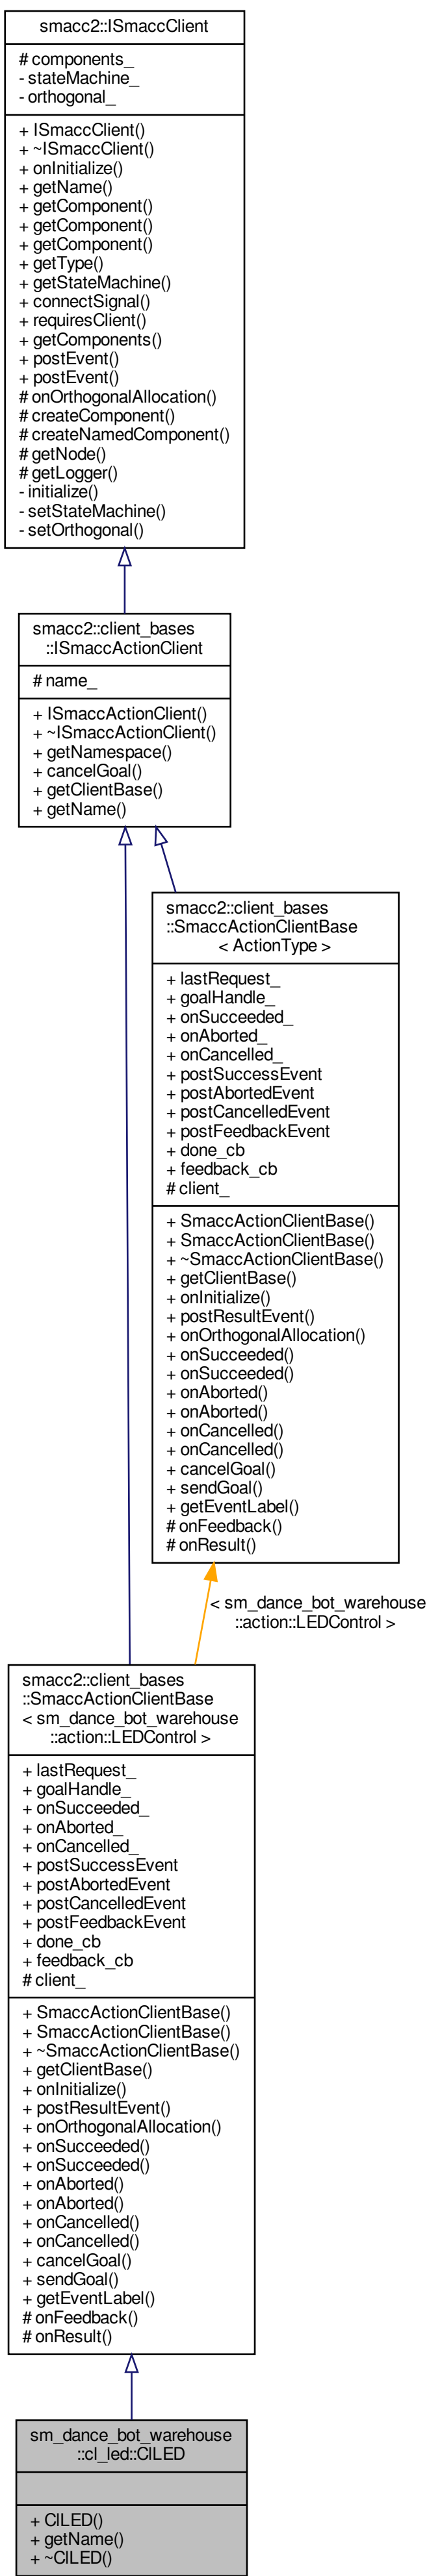 smacc2::ISmaccClient
# components_
- stateMachine_
- orthogonal_
+ ISmaccClient()
+ ~ISmaccClient()
+ onInitialize()
+ getName()
+ getComponent()
+ getComponent()
+ getComponent()
+ getType()
+ getStateMachine()
+ connectSignal()
+ requiresClient()
+ getComponents()
+ postEvent()
+ postEvent()
# onOrthogonalAllocation()
# createComponent()
# createNamedComponent()
# getNode()
# getLogger()
- initialize()
- setStateMachine()
- setOrthogonal()
smacc2::client_bases
::ISmaccActionClient
# name_
+ ISmaccActionClient()
+ ~ISmaccActionClient()
+ getNamespace()
+ cancelGoal()
+ getClientBase()
+ getName()
smacc2::client_bases
::SmaccActionClientBase
< ActionType >
+ lastRequest_
+ goalHandle_
+ onSucceeded_
+ onAborted_
+ onCancelled_
+ postSuccessEvent
+ postAbortedEvent
+ postCancelledEvent
+ postFeedbackEvent
+ done_cb
+ feedback_cb
# client_
+ SmaccActionClientBase()
+ SmaccActionClientBase()
+ ~SmaccActionClientBase()
+ getClientBase()
+ onInitialize()
+ postResultEvent()
+ onOrthogonalAllocation()
+ onSucceeded()
+ onSucceeded()
+ onAborted()
+ onAborted()
+ onCancelled()
+ onCancelled()
+ cancelGoal()
+ sendGoal()
+ getEventLabel()
# onFeedback()
# onResult()
< sm_dance_bot_warehouse
::action::LEDControl >
smacc2::client_bases
::SmaccActionClientBase
< sm_dance_bot_warehouse
::action::LEDControl >
+ lastRequest_
+ goalHandle_
+ onSucceeded_
+ onAborted_
+ onCancelled_
+ postSuccessEvent
+ postAbortedEvent
+ postCancelledEvent
+ postFeedbackEvent
+ done_cb
+ feedback_cb
# client_
+ SmaccActionClientBase()
+ SmaccActionClientBase()
+ ~SmaccActionClientBase()
+ getClientBase()
+ onInitialize()
+ postResultEvent()
+ onOrthogonalAllocation()
+ onSucceeded()
+ onSucceeded()
+ onAborted()
+ onAborted()
+ onCancelled()
+ onCancelled()
+ cancelGoal()
+ sendGoal()
+ getEventLabel()
# onFeedback()
# onResult()
sm_dance_bot_warehouse
::cl_led::ClLED
+ ClLED()
+ getName()
+ ~ClLED()